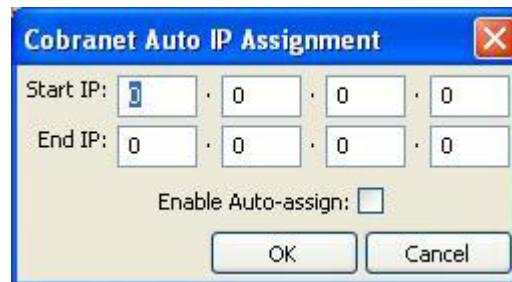 Cobranet Auto IP Assignment
Start IP: 0 . 0 . 0 . 0
End IP: 0 . 0 . 0 . 0
Enable Auto-assign:
OK Cancel